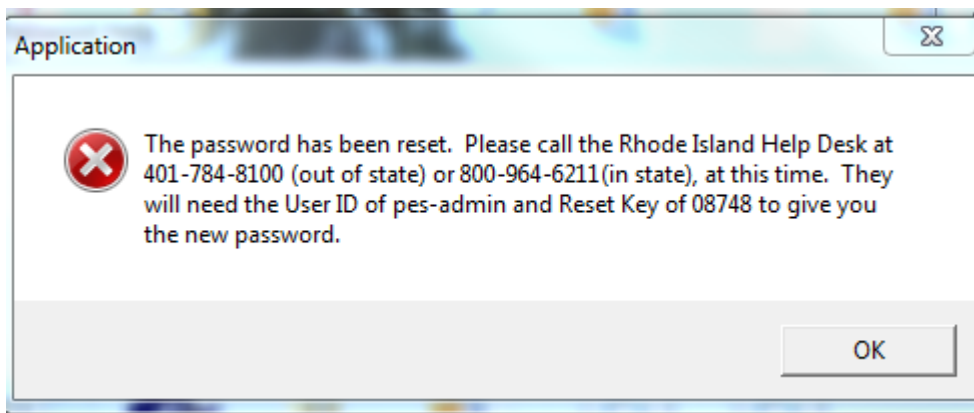 Application
The password has been reset.  Please call the Rhode Island Help Desk at
401-784-8100 (out of state) or 800-964-6211(in state), at this time.  They
will need the User ID of pes-admin and Reset Key of 08748 to give you
the new password.
OK